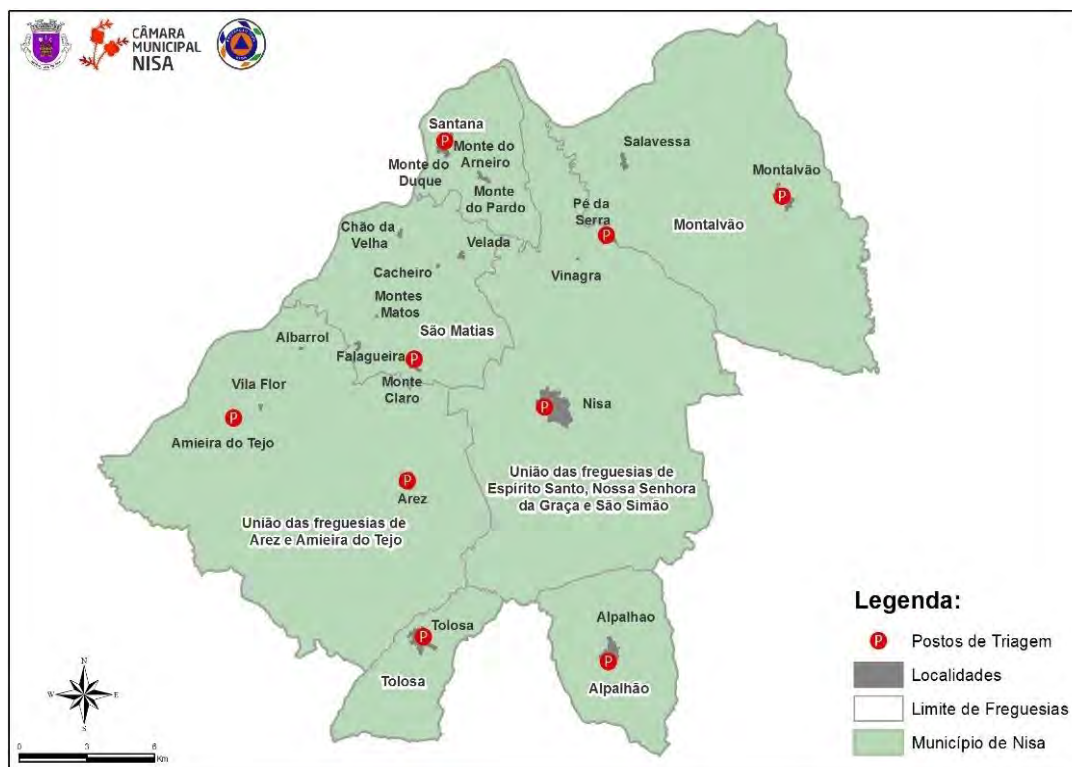 CÂMARA
MUNICIPAL
NISA
Santana
Monte do
Arneiro
Monte do
Duque
Monte
do Pardo
Salavessa
Montalvão
Pé da
Serra
Montalvão
Chão da
Velha
Velada
Cacheiro
Vinagra
Montes
Matos
São Matias
Albarrol
Falagueira
P
Monte
Claro
Vila Flor
P
Amieira do Tejo
P
Nisa
P
Arez
União das freguesias de
Espírito Santo, Nossa Senhora
da Graça e São Simão
União das freguesias de
Arez e Amieira do Tejo
P
Tolosa
Tolosa
Alpalhao
P
Alpalhão
P
P
P
Legenda:
P Postos de Triagem
Localidades
Limite de Freguesias
Município de Nisa
N
W E
S
0 3 6
Km